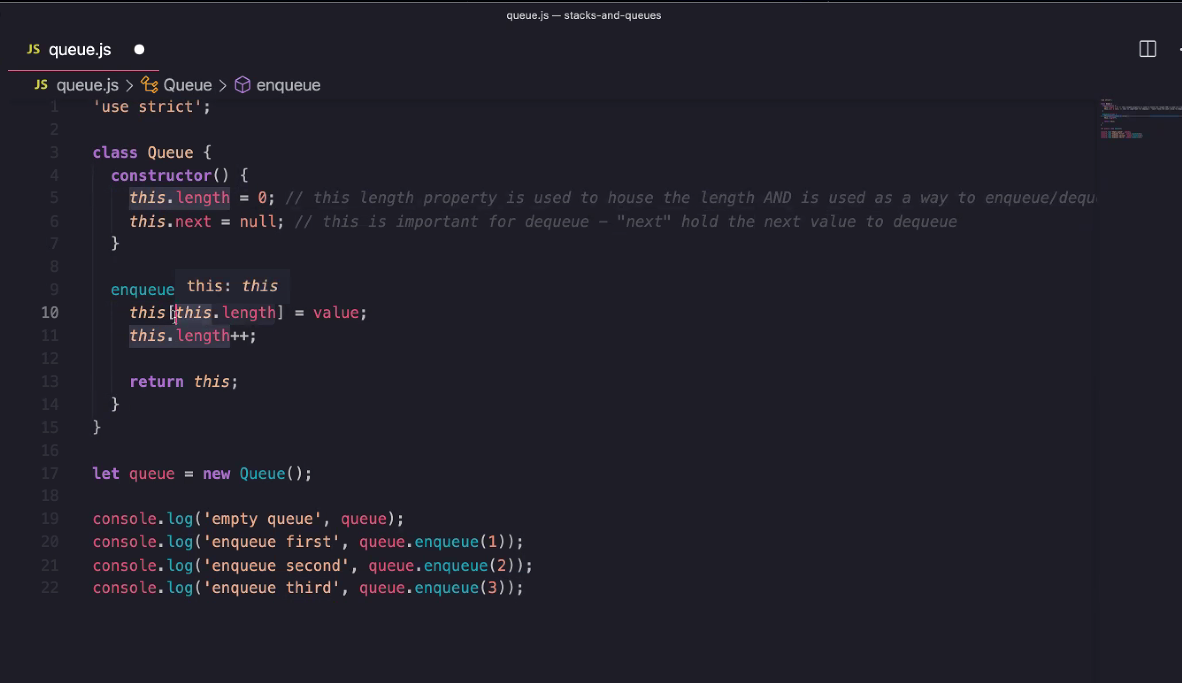 queue.js — stacks-and-queues
JS queue.js
JS queue.js > Queue > enqueue
1 'use strict';
2
3 class Queue {
4 constructor() {
5 this.length = 0; // this length property is used to house the length AND is used as a way to enqueue/dequ
6 this.next = null; // this is important for dequeue – "next" hold the next value to dequeue
7 }
8
9 enqueue
this: this
10 this[this.length] = value;
11 this.length++;
12
13 return this;
14 }
15 }
16
17 let queue = new Queue();
18
19 console.log('empty queue', queue);
20 console.log('enqueue first', queue.enqueue(1));
21 console.log('enqueue second', queue.enqueue(2));
22 console.log('enqueue third', queue.enqueue(3));